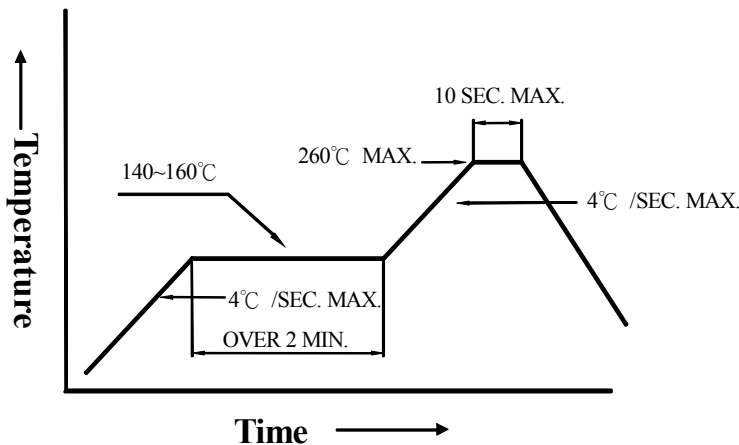 10 SEC. MAX.
260℃ MAX.
140~160℃
4℃ /SEC. MAX.
4℃ /SEC. MAX.
OVER 2 MIN.
Temperature
Time